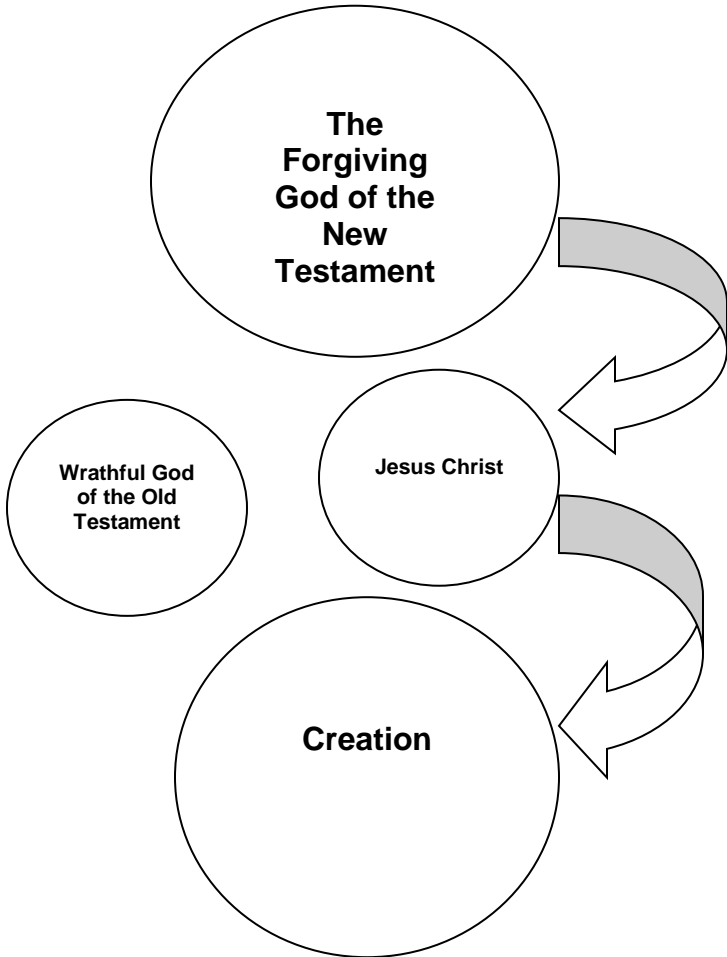 The
Forgiving
God of the
New
Testament
Wrathful God
of the Old
Testament
Jesus Christ
Creation